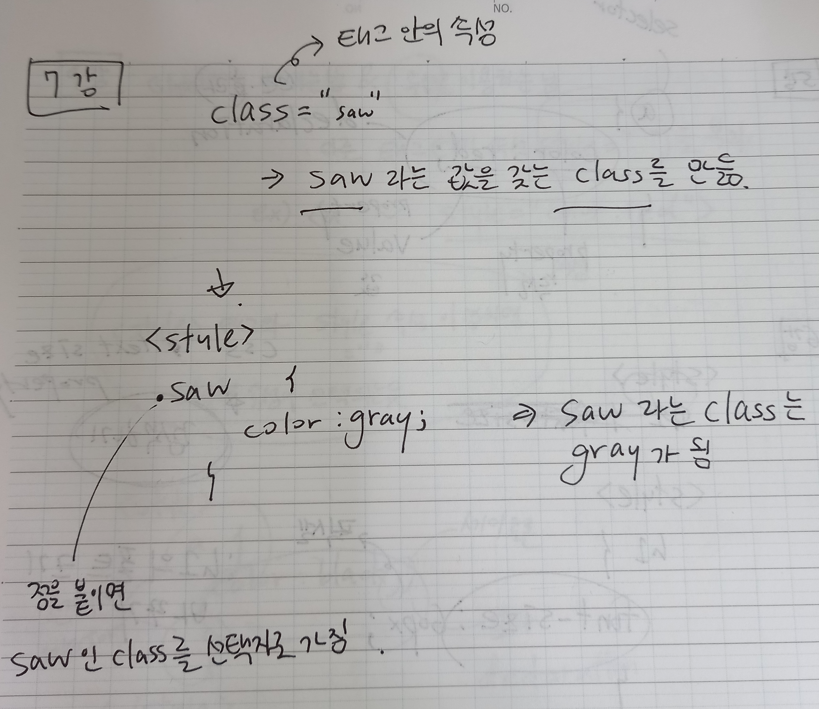 NO.
태그 안의 속성
7강
class="saw"
→ saw 라는 값을 갖는 class를 만듦.
↓.
<style>
.saw {
color : gray;
⇒ saw 라는 class는
gray가 됨
}
점을 붙이면
saw인 class를 선택자로 가짐.